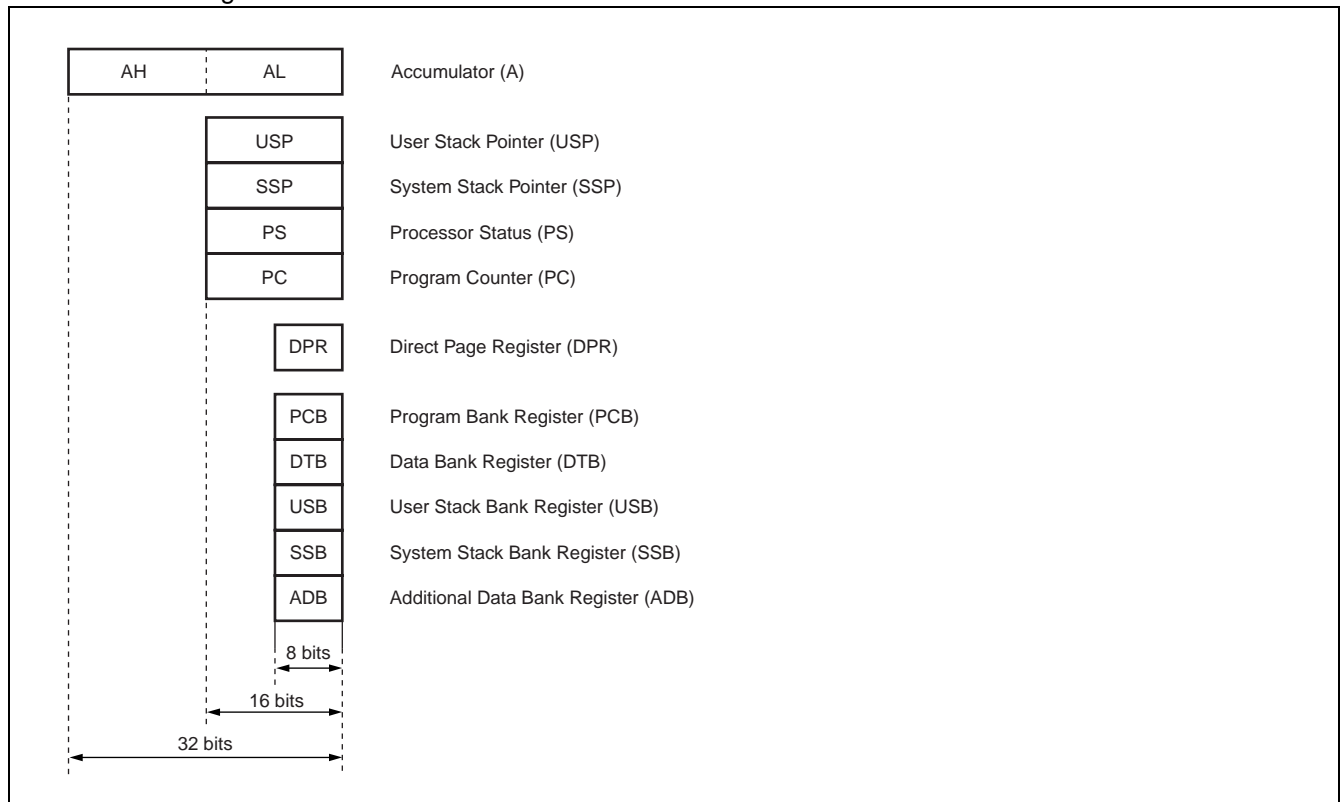 AH AL Accumulator (A)
USP User Stack Pointer (USP)
SSP System Stack Pointer (SSP)
PS Processor Status (PS)
PC Program Counter (PC)
DPR Direct Page Register (DPR)
PCB Program Bank Register (PCB)
DTB Data Bank Register (DTB)
USB User Stack Bank Register (USB)
SSB System Stack Bank Register (SSB)
ADB Additional Data Bank Register (ADB)
8 bits
16 bits
32 bits